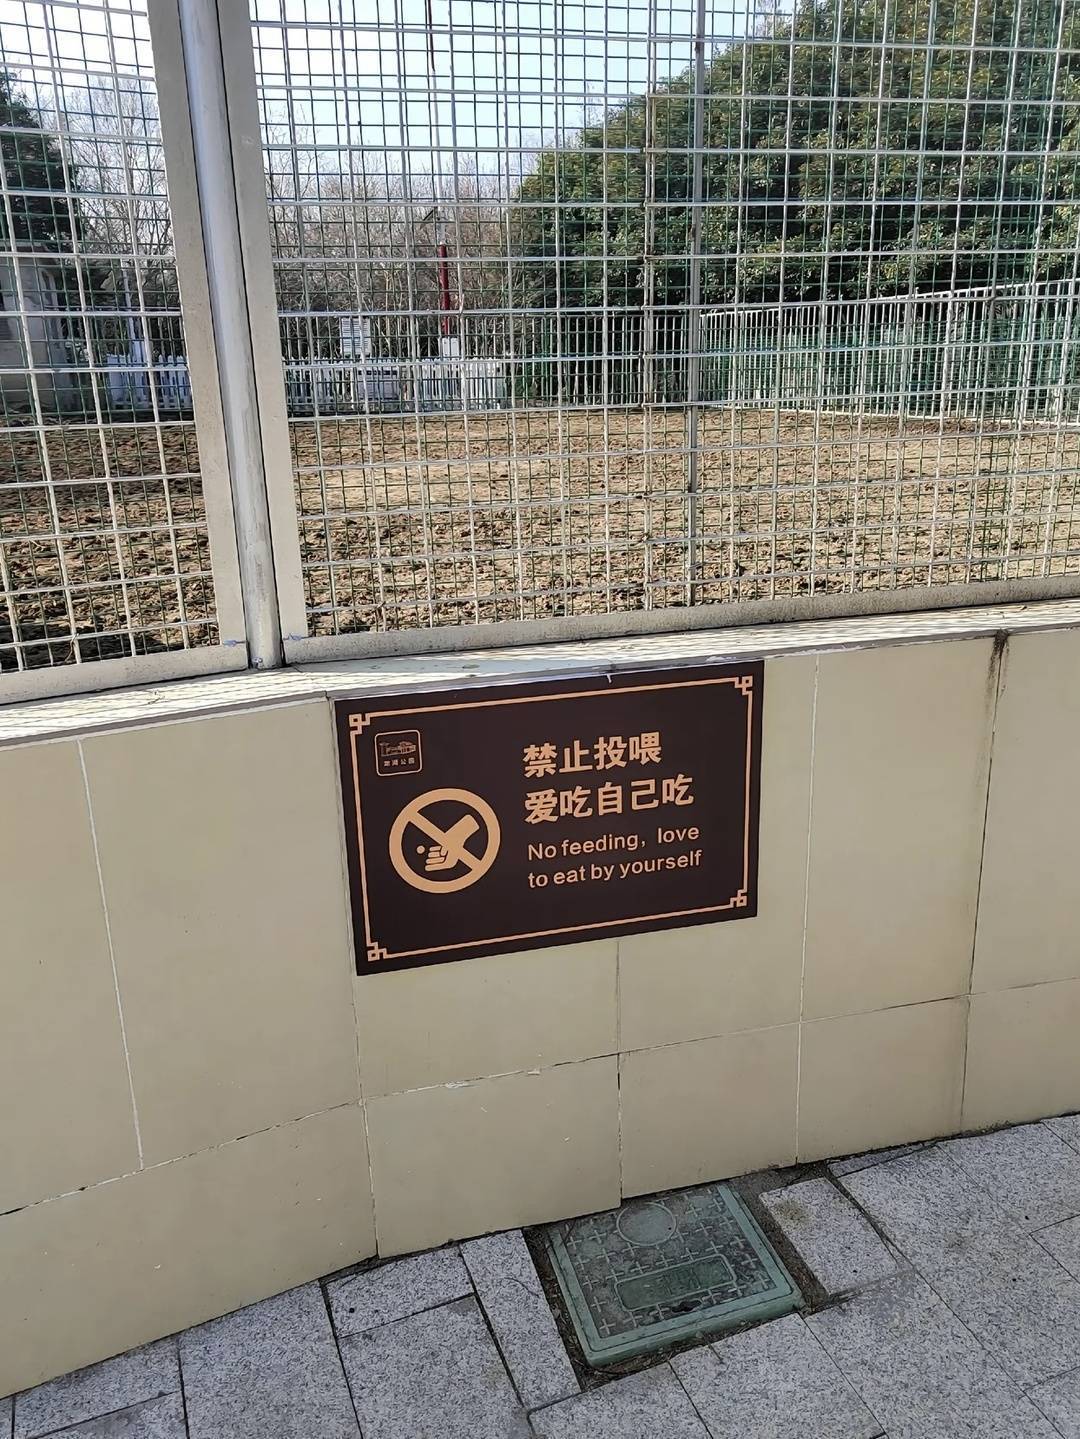 禁止投喂
爱吃自己吃
No feeding, love
to eat by yourself